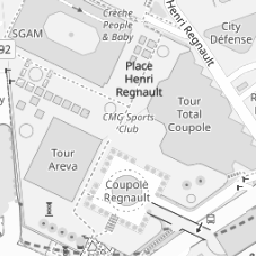 Crèche
People
& Baby
SGAM
Henri Regnault
City
Défense
92
Place
Henri
Regnault
Tour
Total
Coupole
CMG Sports
Club
Tour
Areva
Coupole
Regnault